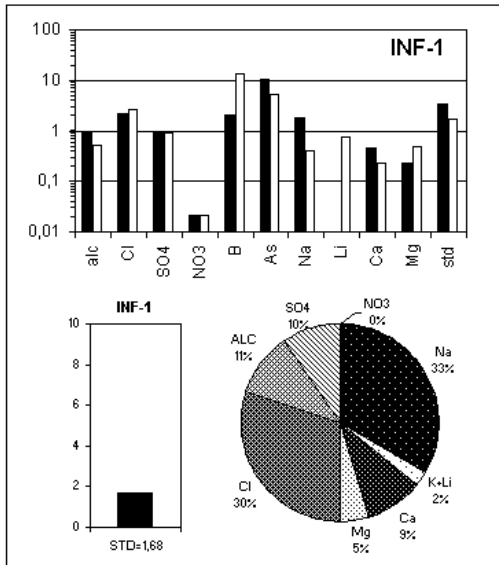 INF-1
100
10
1
0,1
0,01
alc
Cl
SO4
NO3
B
As
Na
Li
Ca
Mg
std
INF-1
10
8
6
4
2
0
STD=1,68
NO3
0%
SO4
10%
ALC
11%
Na
33%
Cl
30%
K+Li
2%
Ca
9%
Mg
5%